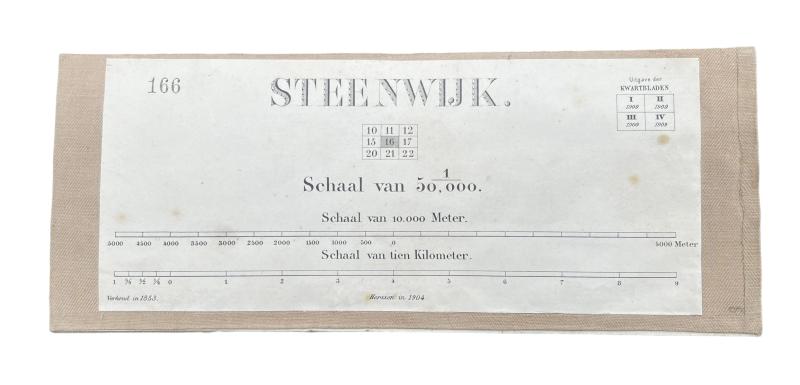 166
STEENWIJK.
Uitgave der
KWARTBLADEN
I II
1909 1909
III IV
1909 1909
10 11 12
15 16 17
20 21 22
Schaal van 1/50,000.
Schaal van 10.000 Meter.
5000 4500 4000 3500 3000 2500 2000 1500 1000 500 0 5000 Meter
Schaal van tien Kilometer.
1 ¾ ½ ¼ 0 1 2 3 4 5 6 7 8 9
Verkend in 1853. Herzien in 1904